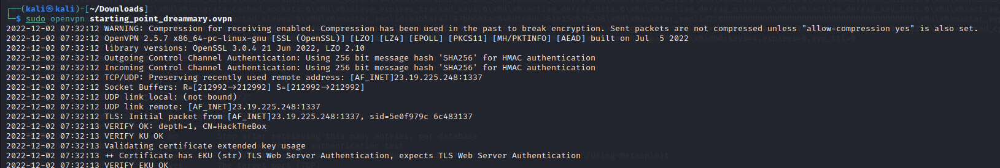 ┌──(kali㉿kali)-[~/Downloads]
└─$ sudo openvpn starting_point_dreammary.ovpn
2022-12-02 07:32:12 WARNING: Compression for receiving enabled. Compression has been used in the past to break encryption. Sent packets are not compressed unless "allow-compression yes" is also set.
2022-12-02 07:32:12 OpenVPN 2.5.7 x86_64-pc-linux-gnu [SSL (OpenSSL)] [LZO] [LZ4] [EPOLL] [PKCS11] [MH/PKTINFO] [AEAD] built on Jul  5 2022
2022-12-02 07:32:12 library versions: OpenSSL 3.0.4 21 Jun 2022, LZO 2.10
2022-12-02 07:32:12 Outgoing Control Channel Authentication: Using 256 bit message hash 'SHA256' for HMAC authentication
2022-12-02 07:32:12 Incoming Control Channel Authentication: Using 256 bit message hash 'SHA256' for HMAC authentication
2022-12-02 07:32:12 TCP/UDP: Preserving recently used remote address: [AF_INET]23.19.225.248:1337
2022-12-02 07:32:12 Socket Buffers: R=[212992→212992] S=[212992→212992]
2022-12-02 07:32:12 UDP link local: (not bound)
2022-12-02 07:32:12 UDP link remote: [AF_INET]23.19.225.248:1337
2022-12-02 07:32:12 TLS: Initial packet from [AF_INET]23.19.225.248:1337, sid=5e0f979c 6c483137
2022-12-02 07:32:13 VERIFY OK: depth=1, CN=HackTheBox
2022-12-02 07:32:13 VERIFY KU OK
2022-12-02 07:32:13 Validating certificate extended key usage
2022-12-02 07:32:13 ++ Certificate has EKU (str) TLS Web Server Authentication, expects TLS Web Server Authentication
2022-12-02 07:32:13 VERIFY EKU OK